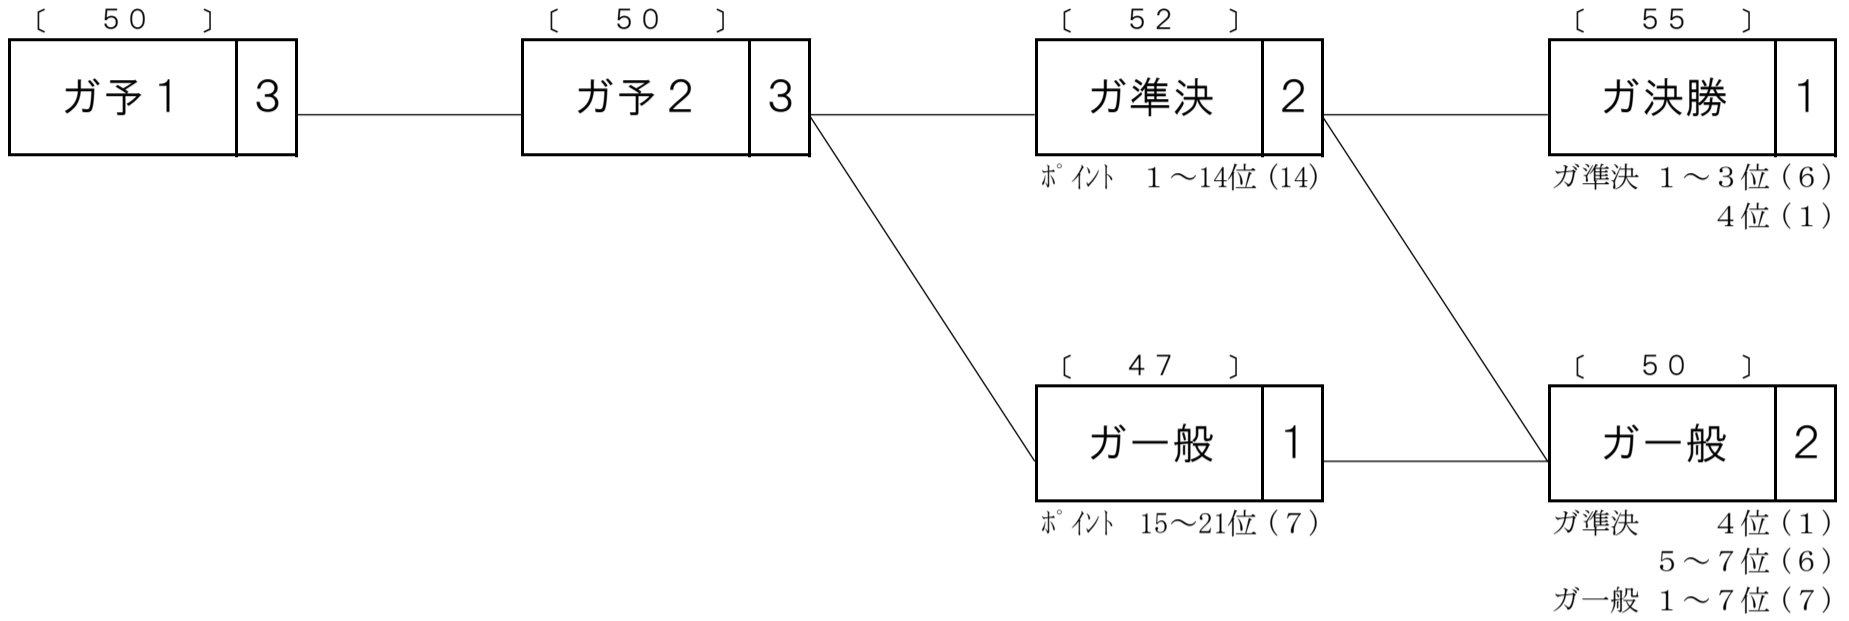 〔　５０　〕　〔　５０　〕　〔　５２　〕　〔　５５　〕
ガ予１ 3　ガ予２ 3　ガ準決 2　ガ決勝 1
ﾎﾟｲﾝﾄ　１～14位(14)　ガ準決 １～３位(６)
４位(１)
〔　４７　〕　〔　５０　〕
ガ一般 1　ガ一般 2
ﾎﾟｲﾝﾄ　15～21位(７)　ガ準決　４位(１)
５～７位(６)
ガ一般 １～７位(７)